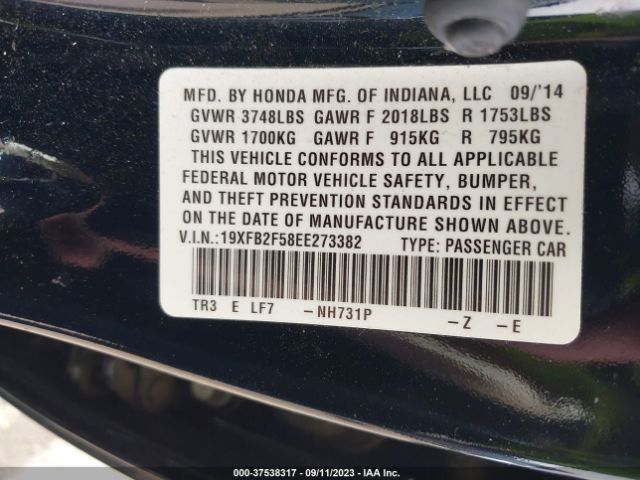 MFD. BY HONDA MFG. OF INDIANA, LLC 09/'14
GVWR 3748LBS GAWR F 2018LBS R 1753LBS
GVWR 1700KG GAWR F 915KG R 795KG
THIS VEHICLE CONFORMS TO ALL APPLICABLE
FEDERAL MOTOR VEHICLE SAFETY, BUMPER,
AND THEFT PREVENTION STANDARDS IN EFFECT
ON THE DATE OF MANUFACTURE SHOWN ABOVE.
V.I.N.:19XFB2F58EE273382 TYPE: PASSENGER CAR
TR3 E LF7 -NH731P -Z -E
000-37538317 - 09/11/2023 - IAA Inc.